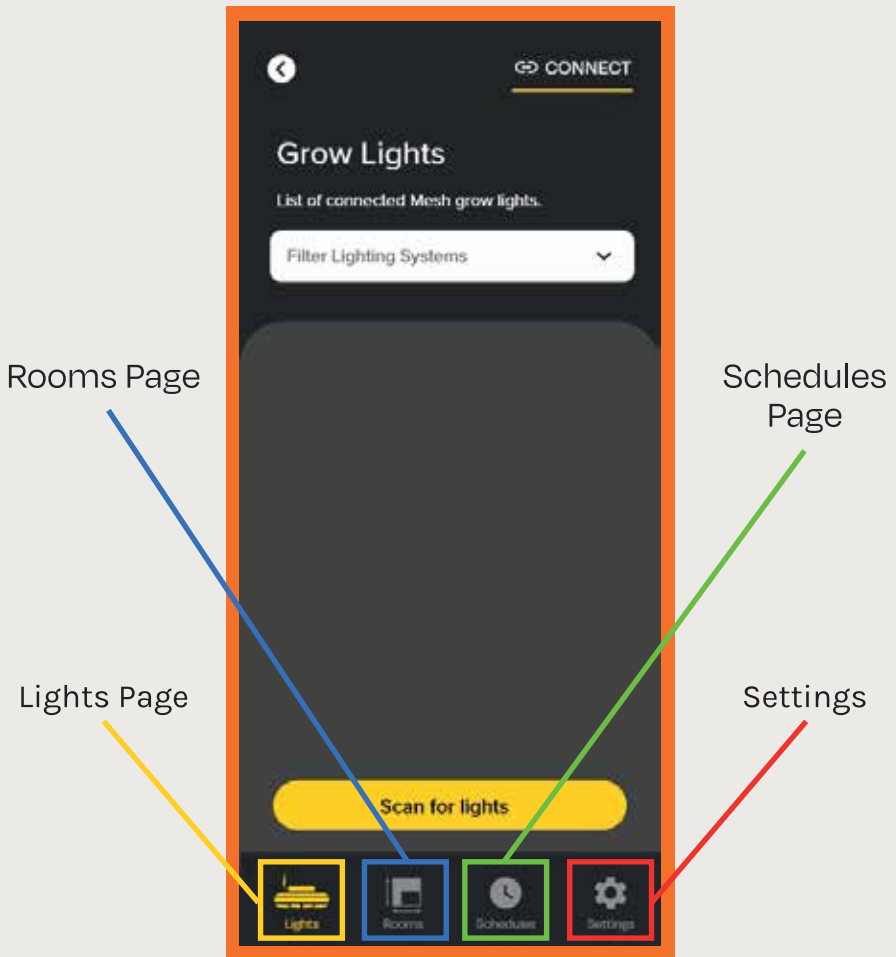 CONNECT
Grow Lights
List of connected Mesh grow lights.
Filter Lighting Systems
Rooms Page
Schedules
Page
Lights Page
Settings
Scan for lights
Lights
Rooms
Schedules
Settings